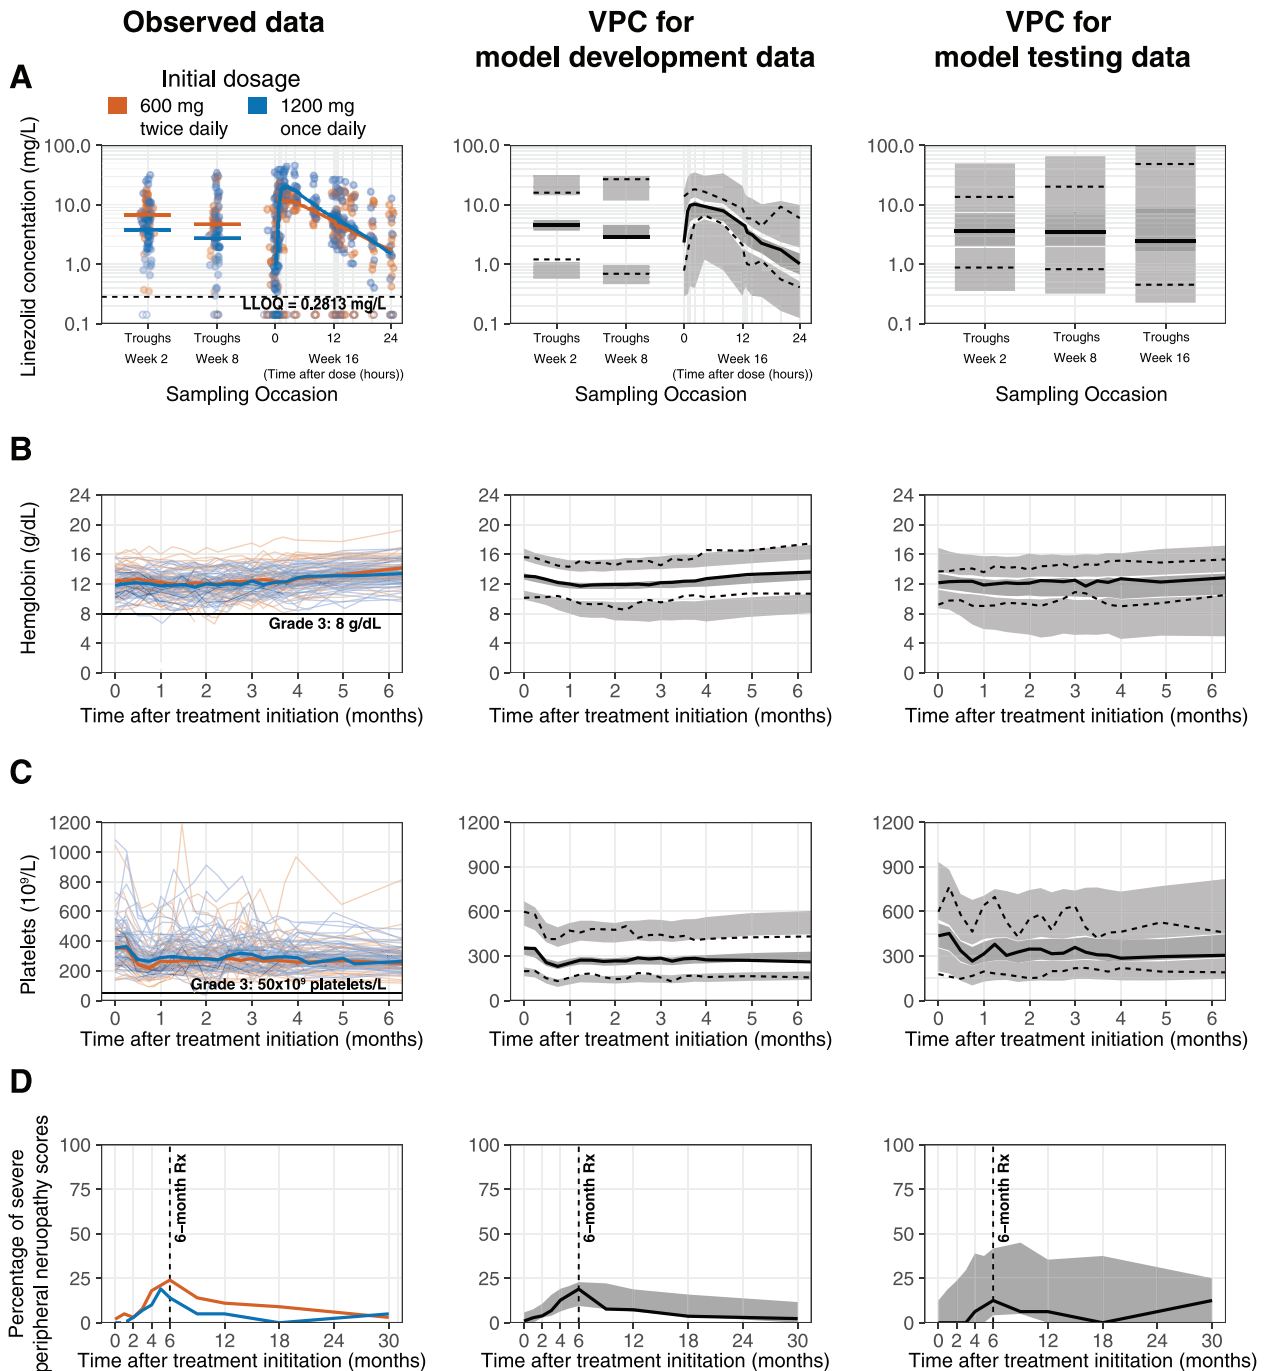 Observed data
VPC for
model development data
VPC for
model testing data
A
Initial dosage
600 mg
twice daily
1200 mg
once daily
Linezolid concentration (mg/L)
100.0
10.0
1.0
0.1
LLOQ = 0.2813 mg/L
Troughs
Week 2
Troughs
Week 8
0 12 24
Week 16
(Time after dose (hours))
Sampling Occasion
100.0
10.0
1.0
0.1
Troughs
Week 2
Troughs
Week 8
0 12 24
Week 16
(Time after dose (hours))
Sampling Occasion
100.0
10.0
1.0
0.1
Troughs
Week 2
Troughs
Week 8
Troughs
Week 16
Sampling Occasion
B
Hemglobin (g/dL)
24
20
16
12
8
4
0
Grade 3: 8 g/dL
0 1 2 3 4 5 6
Time after treatment initiation (months)
24
20
16
12
8
4
0
0 1 2 3 4 5 6
Time after treatment initiation (months)
24
20
16
12
8
4
0
0 1 2 3 4 5 6
Time after treatment initiation (months)
C
Platelets (10⁹/L)
1200
1000
800
600
400
200
0
Grade 3: 50x10⁹ platelets/L
0 1 2 3 4 5 6
Time after treatment initiation (months)
1200
900
600
300
0
0 1 2 3 4 5 6
Time after treatment initiation (months)
1200
900
600
300
0
0 1 2 3 4 5 6
Time after treatment initiation (months)
D
Percentage of severe
peripheral neruopathy scores
100
75
50
25
0
6−month Rx
0 2 4 6 12 18 24 30
Time after treatment inititation (months)
100
75
50
25
0
6−month Rx
0 2 4 6 12 18 24 30
Time after treatment inititation (months)
100
75
50
25
0
6−month Rx
0 2 4 6 12 18 24 30
Time after treatment inititation (months)